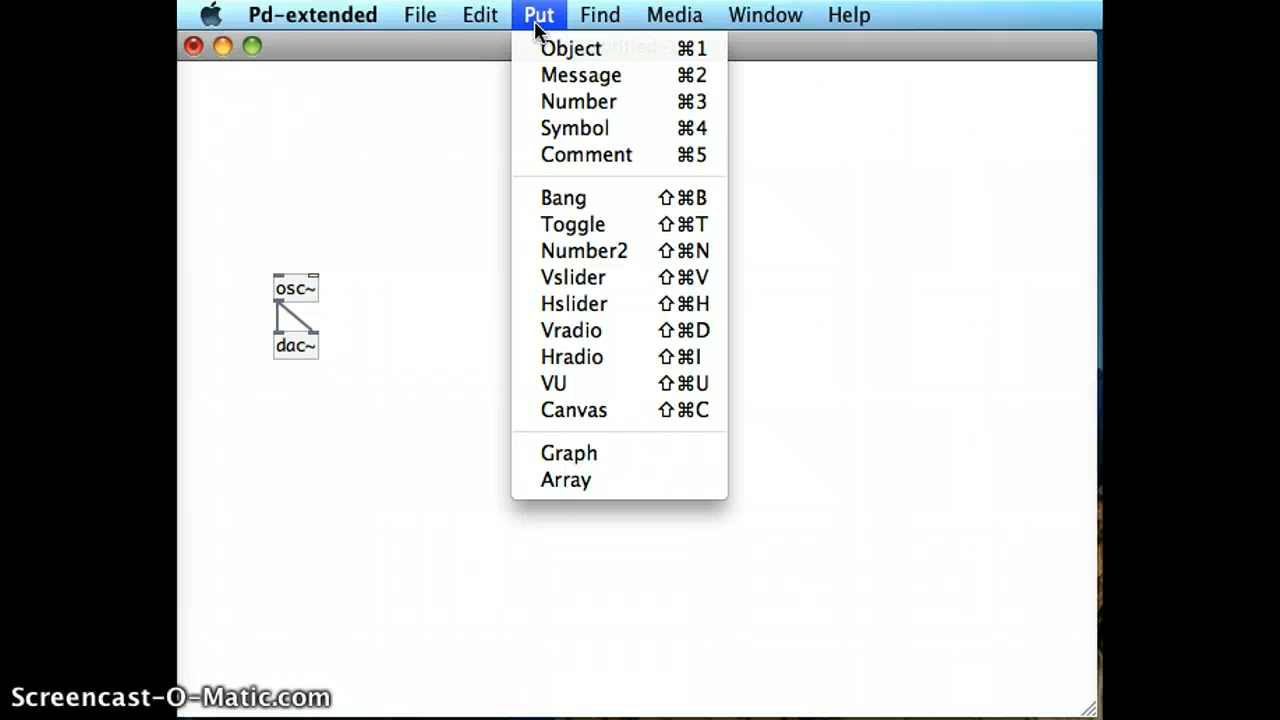 Pd-extended File Edit Put Find Media Window Help
Object ⌘1
Message ⌘2
Number ⌘3
Symbol ⌘4
Comment ⌘5
Bang ⇧⌘B
Toggle ⇧⌘T
Number2 ⇧⌘N
Vslider ⇧⌘V
Hslider ⇧⌘H
Vradio ⇧⌘D
Hradio ⇧⌘I
VU ⇧⌘U
Canvas ⇧⌘C
Graph
Array
osc~
dac~
Screencast-O-Matic.com